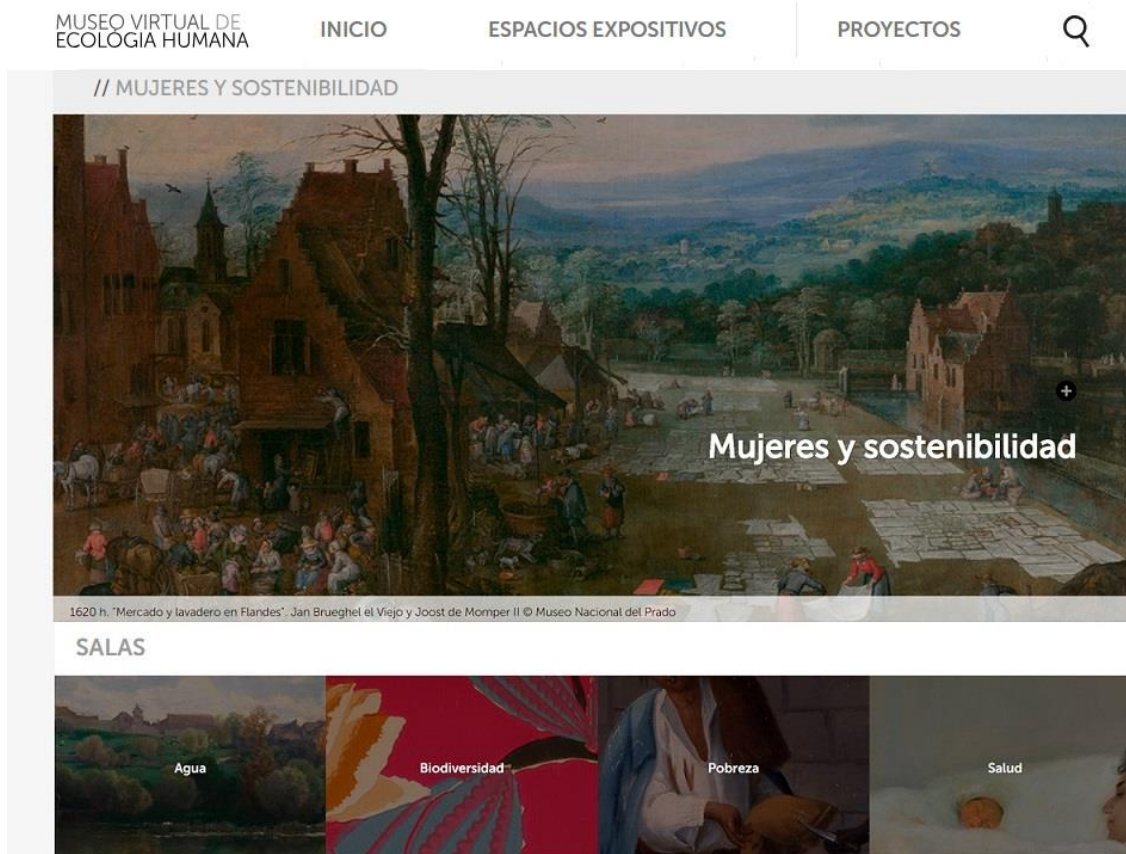 MUSEO VIRTUAL DE
ECOLOGÍA HUMANA
INICIO
ESPACIOS EXPOSITIVOS
PROYECTOS
// MUJERES Y SOSTENIBILIDAD
+
Mujeres y sostenibilidad
1620 h. "Mercado y lavadero en Flandes". Jan Brueghel el Viejo y Joost de Momper II © Museo Nacional del Prado
SALAS
Agua
Biodiversidad
Pobreza
Salud